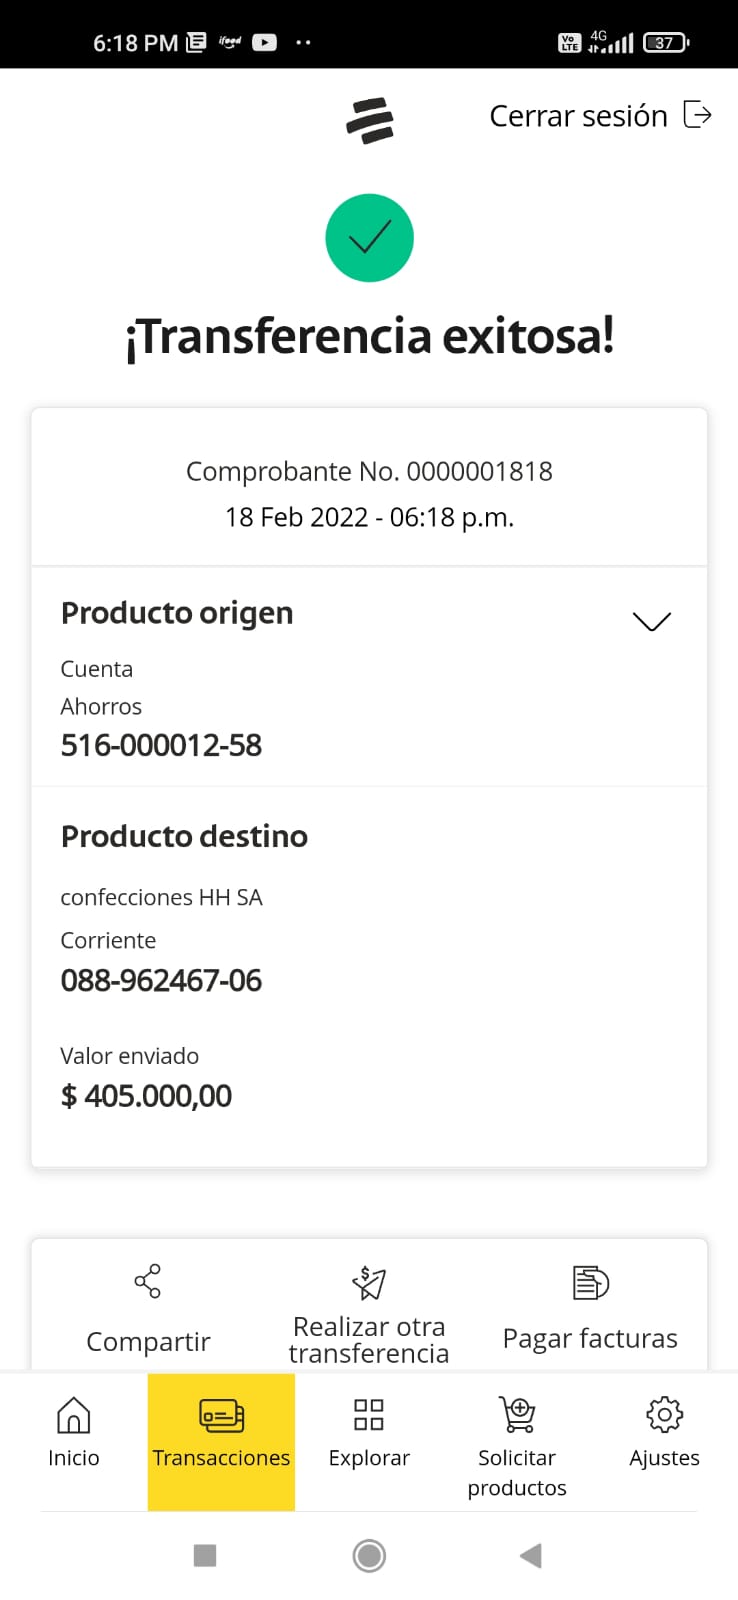 6:18 PM
ifood
Vo LTE 4G 37
Cerrar sesión
¡Transferencia exitosa!
Comprobante No. 0000001818
18 Feb 2022 - 06:18 p.m.
Producto origen
Cuenta
Ahorros
516-000012-58
Producto destino
confecciones HH SA
Corriente
088-962467-06
Valor enviado
$ 405.000,00
Compartir
Realizar otra
transferencia
Pagar facturas
Inicio
Transacciones
Explorar
Solicitar
productos
Ajustes